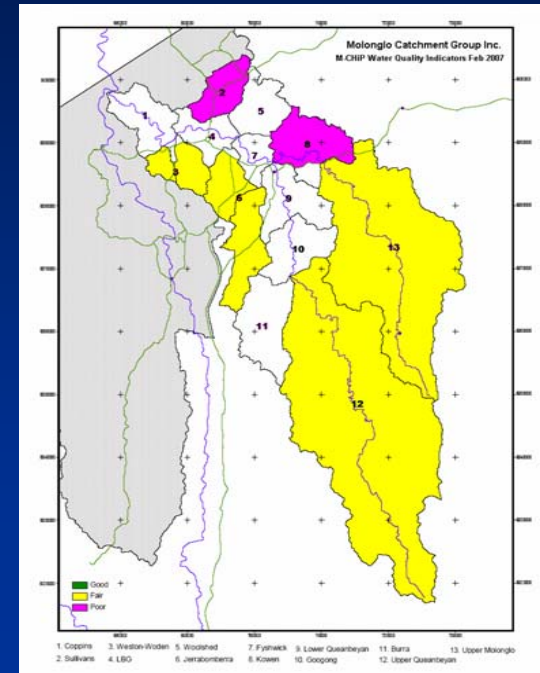 Molonglo Catchment Group Inc.
M-CHiP Water Quality Indicators Feb 2007
2
5
1
4
8
7
3
6
9
13
10
11
12
Good
Fair
Poor
1. Coppins 3. Weston-Woden 5. Woolshed 7. Fyshwick 9. Lower Queanbeyan 11. Burra 13. Upper Molonglo
2. Sullivans 4. LBG 6. Jerrabomberra 8. Kowen 10. Googong 12. Upper Queanbeyan